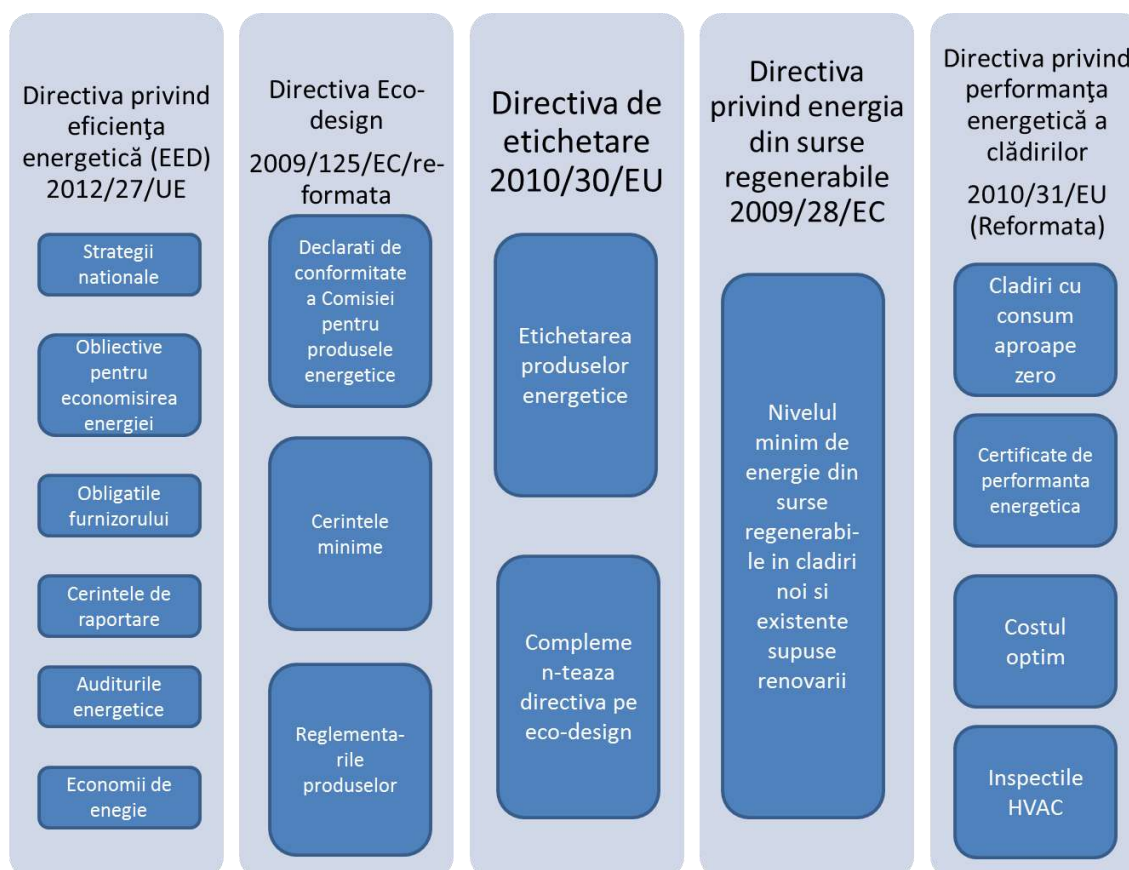 Directiva privind
eficiența
energetică (EED)
2012/27/UE
Strategii
nationale
Obliective
pentru
economisirea
energiei
Obligatile
furnizorului
Cerintele de
raportare
Auditurile
energetice
Economii de
enegie
Directiva Eco-
design
2009/125/EC/re-
formata
Declarati de
conformitate
a Comisiei
pentru
produsele
energetice
Cerintele
minime
Reglementa-
rile
produselor
Directiva de
etichetare
2010/30/EU
Etichetarea
produselor
energetice
Compleme
n-teaza
directiva pe
eco-design
Directiva
privind energia
din surse
regenerabile
2009/28/EC
Nivelul
minim de
energie din
surse
regenerabi-
le in cladiri
noi si
existente
supuse
renovarii
Directiva privind
performanța
energetică a
clădirilor
2010/31/EU
(Reformata)
Cladiri cu
consum
aproape
zero
Certificate de
performanta
energetica
Costul
optim
Inspectile
HVAC